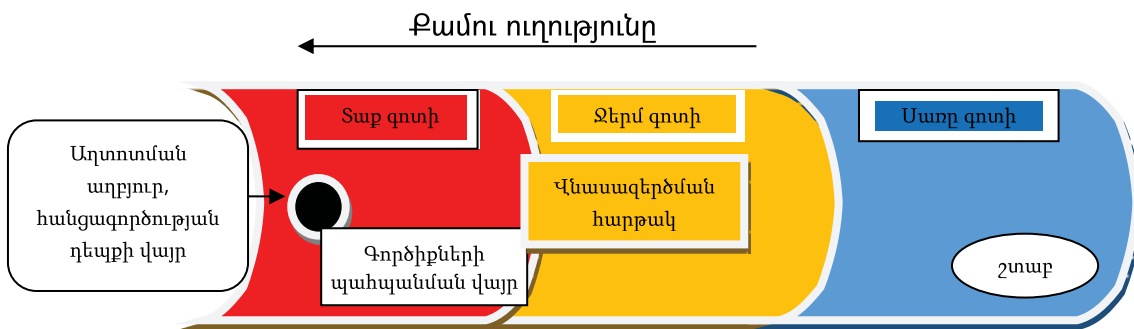 Քամու ուղությունը
Տաք գոտի
Ջերմ գոտի
Սառը գոտի
Աղտոտման
աղբյուր,
հանցագործության
դեպքի վայր
Վնասազերծման
հարթակ
Գործիքների
պահպանման վայր
շտաբ